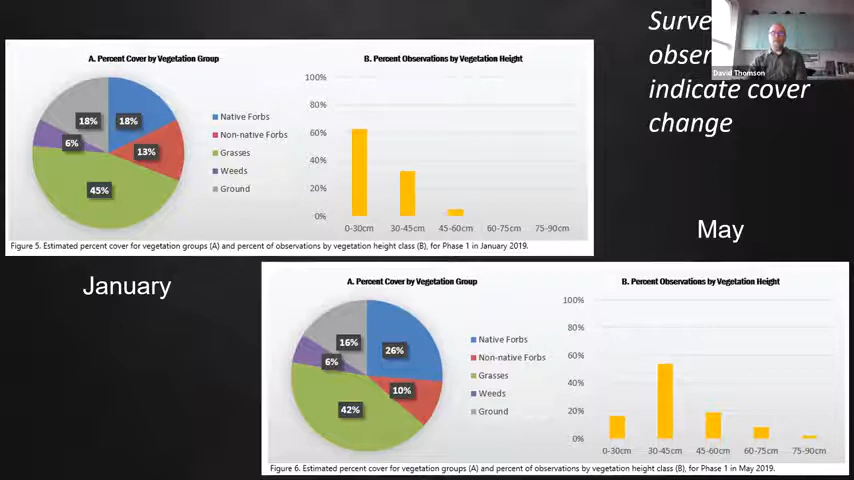 Surve
obser
indicate cover
change
David Thomson
A. Percent Cover by Vegetation Group
18%
18%
6%
13%
45%
Native Forbs
Non-native Forbs
Grasses
Weeds
Ground
B. Percent Observations by Vegetation Height
100%
80%
60%
40%
20%
0%
0-30cm 30-45cm 45-60cm 60-75cm 75-90cm
Figure 5. Estimated percent cover for vegetation groups (A) and percent of observations by vegetation height class (B), for Phase 1 in January 2019.
May
January
A. Percent Cover by Vegetation Group
16%
26%
6%
10%
42%
Native Forbs
Non-native Forbs
Grasses
Weeds
Ground
B. Percent Observations by Vegetation Height
100%
80%
60%
40%
20%
0%
0-30cm 30-45cm 45-60cm 60-75cm 75-90cm
Figure 6. Estimated percent cover for vegetation groups (A) and percent of observations by vegetation height class (B), for Phase 1 in May 2019.